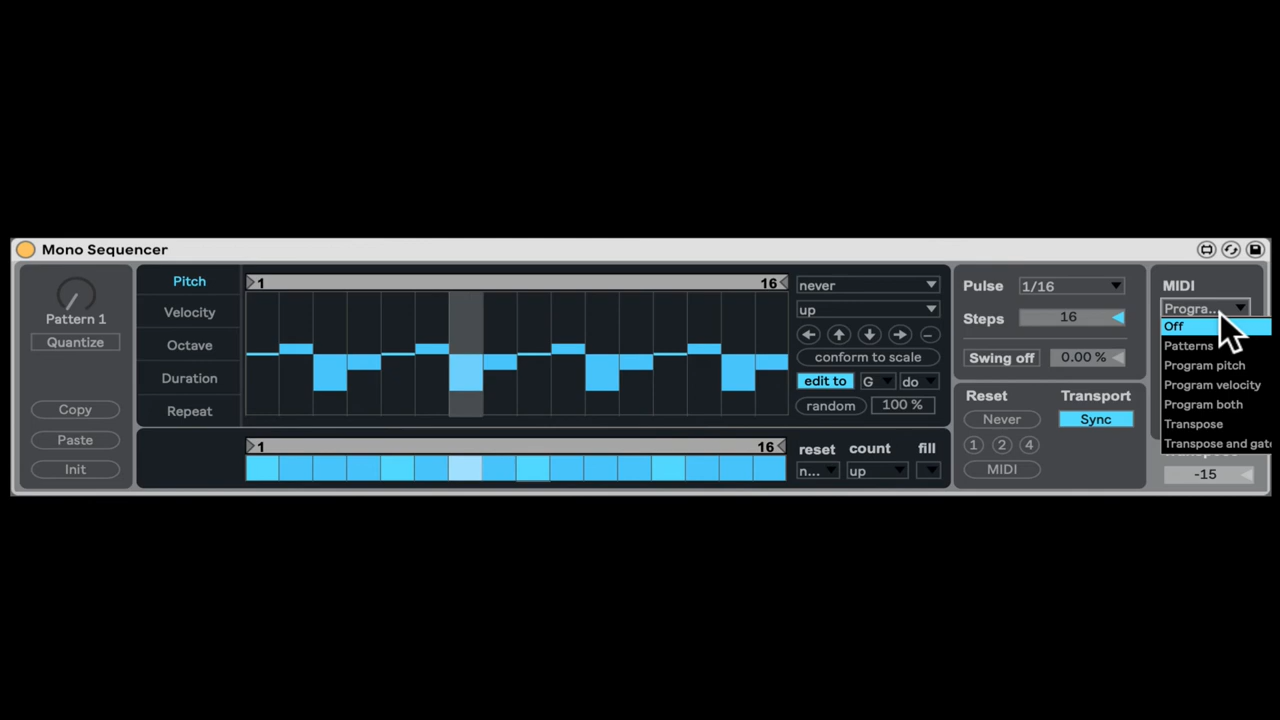 Mono Sequencer
Pattern 1
Quantize
Copy
Paste
Init
Pitch
Velocity
Octave
Duration
Repeat
1
16
1
16
never
up
conform to scale
edit to
G
do
random
100 %
reset
count
fill
n...
up
Pulse
1/16
Steps
16
Swing off
0.00 %
Reset
Transport
Never
Sync
1
2
4
MIDI
MIDI
Progra...
Off
Patterns
Program pitch
Program velocity
Program both
Transpose
Transpose and gate
-15